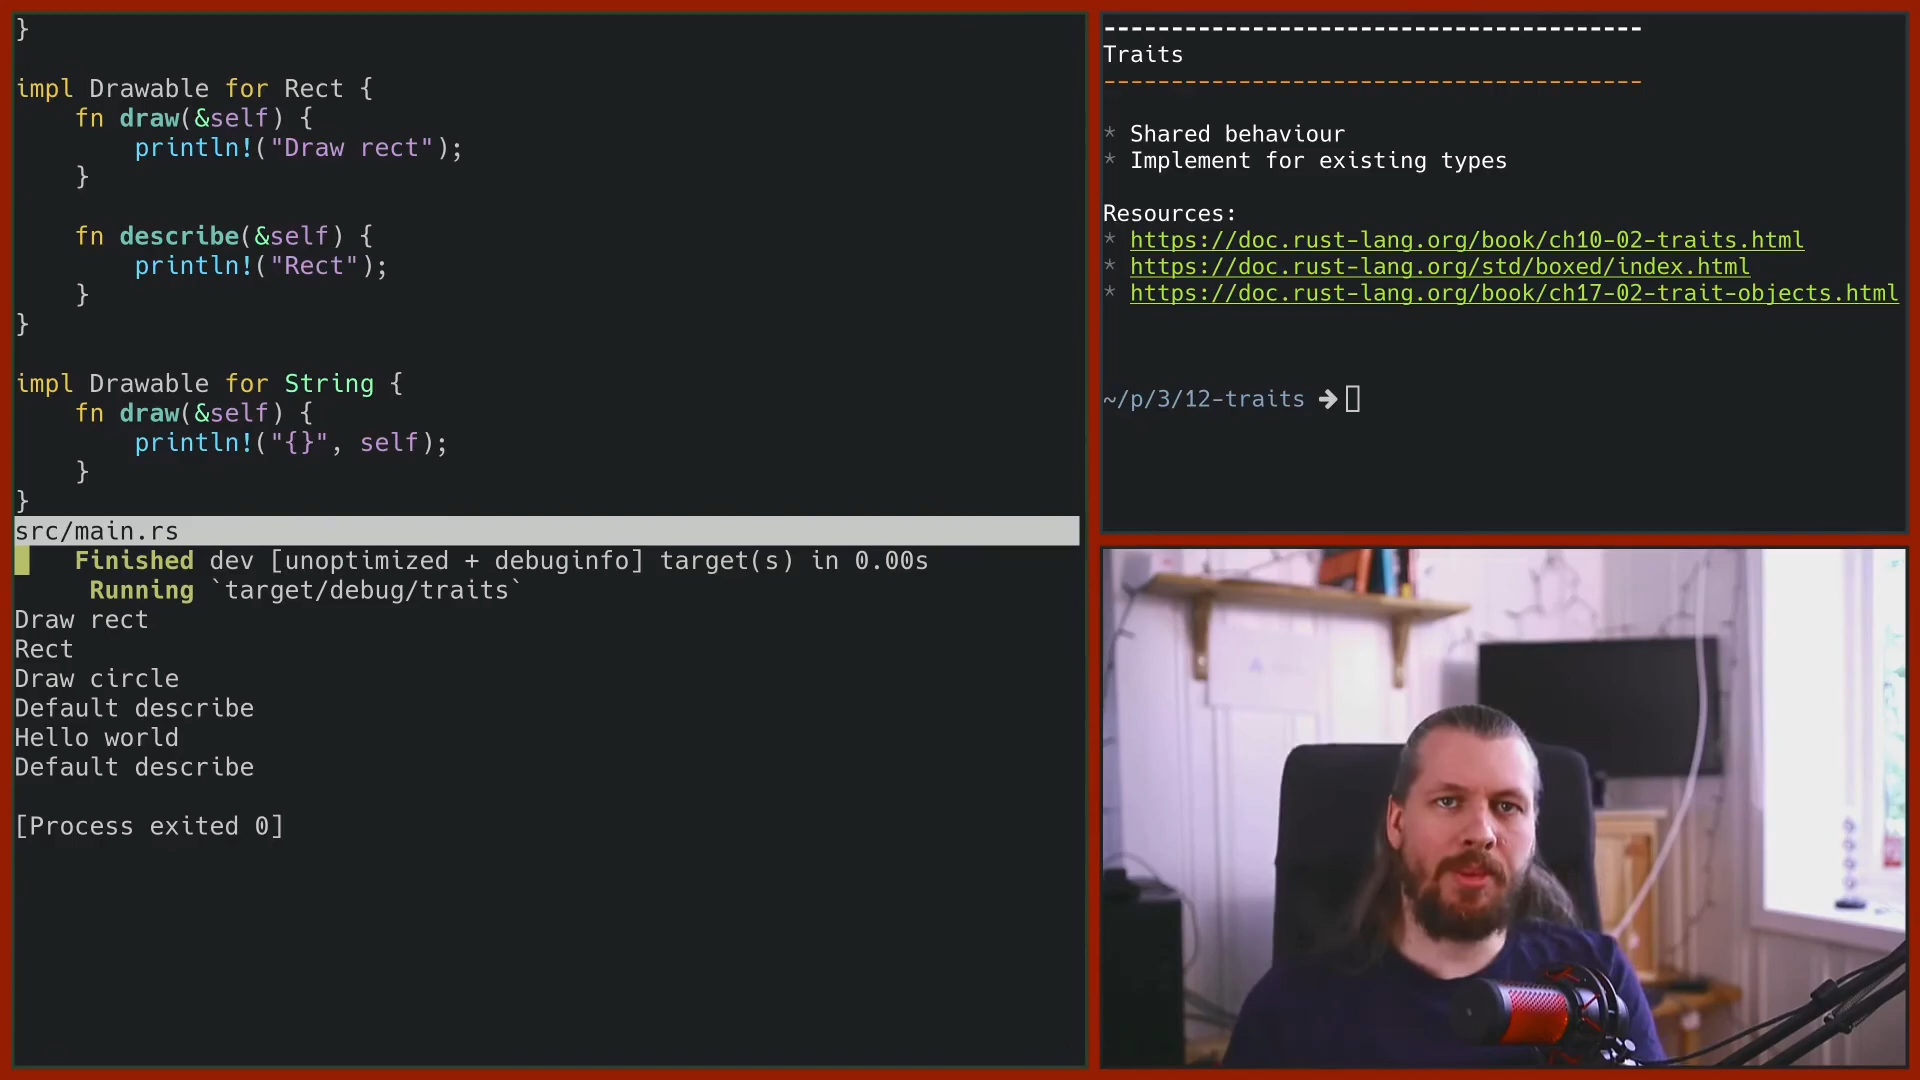 }
impl Drawable for Rect {
    fn draw(&self) {
        println!("Draw rect");
    }
    fn describe(&self) {
        println!("Rect");
    }
}
impl Drawable for String {
    fn draw(&self) {
        println!("{}", self);
    }
}
src/main.rs
    Finished dev [unoptimized + debuginfo] target(s) in 0.00s
     Running `target/debug/traits`
Draw rect
Rect
Draw circle
Default describe
Hello world
Default describe
[Process exited 0]
----------------------------------------
Traits
----------------------------------------
* Shared behaviour
* Implement for existing types
Resources:
* https://doc.rust-lang.org/book/ch10-02-traits.html
* https://doc.rust-lang.org/std/boxed/index.html
* https://doc.rust-lang.org/book/ch17-02-trait-objects.html
~/p/3/12-traits ➔